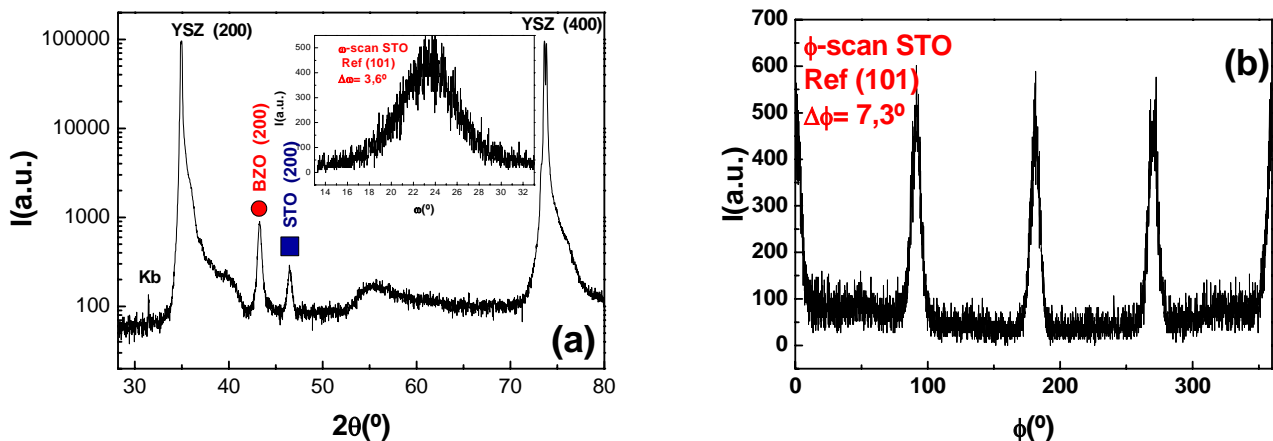 YSZ (200)
YSZ (400)
100000
10000
1000
100
I(a.u.)
Kb
BZO (200)
STO (200)
ω-scan STO
Ref (101)
Δω= 3,6º
550
500
400
300
200
100
0
I(a.u.)
14 16 18 20 22 24 26 28 30 32
ω(º)
(a)
30 40 50 60 70 80
2θ(º)
700
600
500
400
300
200
100
0
I(a.u.)
ϕ-scan STO
Ref (101)
Δϕ= 7,3º
(b)
0 100 200 300
ϕ(º)